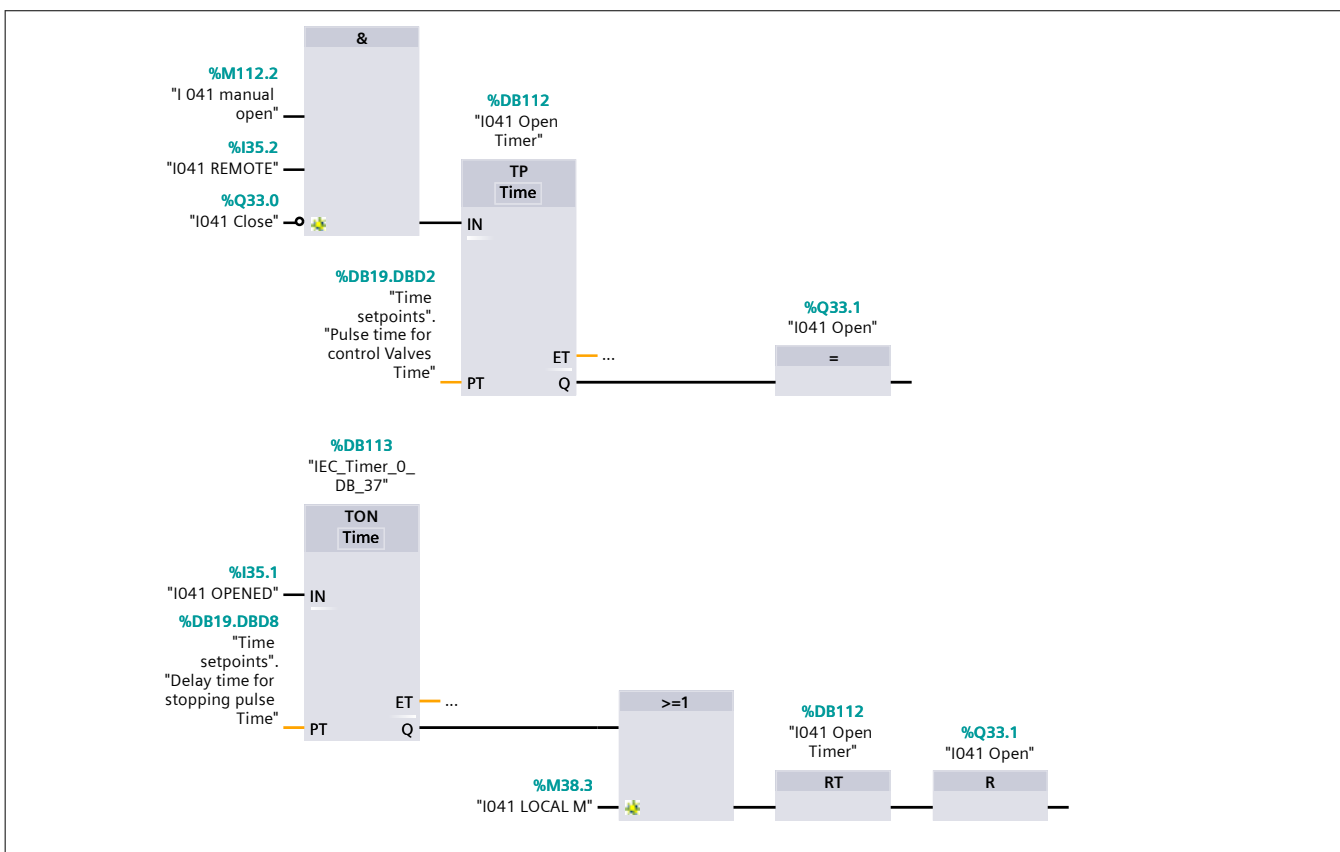 &
%M112.2
"I 041 manual
open"
%I35.2
"I041 REMOTE"
%Q33.0
"I041 Close"
%DB112
"I041 Open
Timer"
TP
Time
IN
%DB19.DBD2
"Time
setpoints".
"Pulse time for
control Valves
Time"
PT
ET
...
Q
%Q33.1
"I041 Open"
=
%DB113
"IEC_Timer_0_
DB_37"
TON
Time
%I35.1
"I041 OPENED"
IN
%DB19.DBD8
"Time
setpoints".
"Delay time for
stopping pulse
Time"
PT
ET
...
Q
>=1
%M38.3
"I041 LOCAL M"
%DB112
"I041 Open
Timer"
RT
%Q33.1
"I041 Open"
R